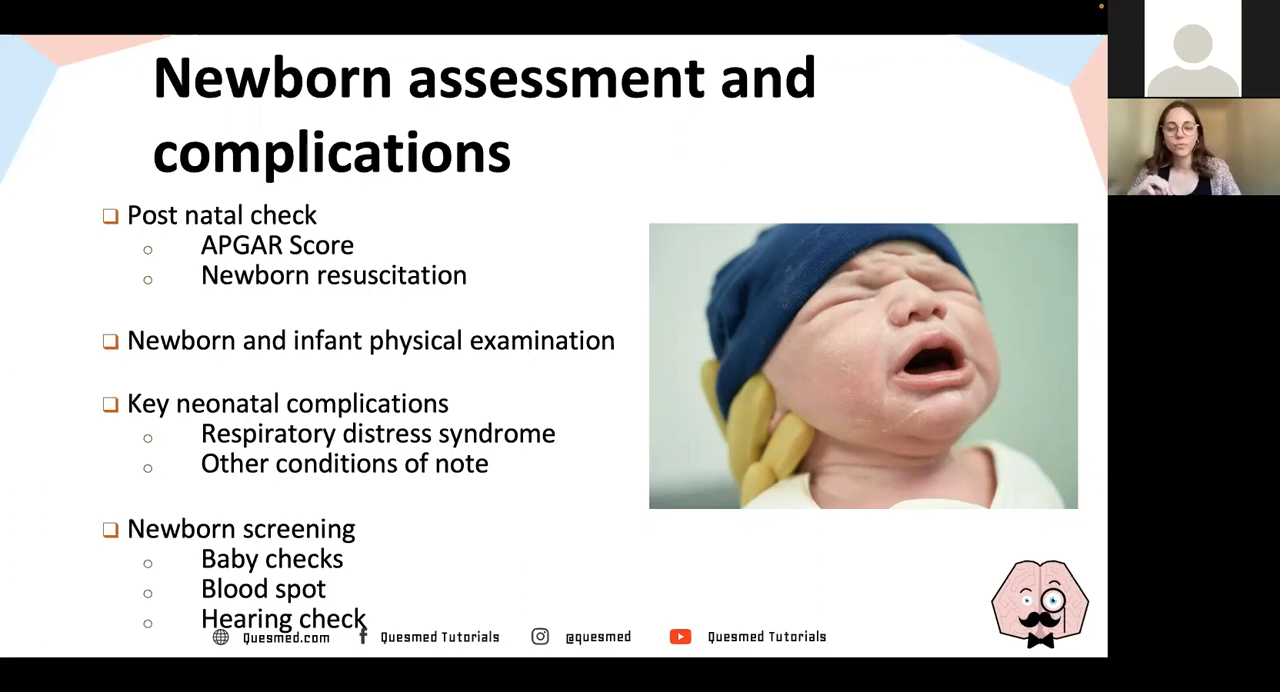 Newborn assessment and
complications
Post natal check
APGAR Score
Newborn resuscitation
Newborn and infant physical examination
Key neonatal complications
Respiratory distress syndrome
Other conditions of note
Newborn screening
Baby checks
Blood spot
Hearing check
Quesmed.com Quesmed Tutorials @quesmed Quesmed Tutorials